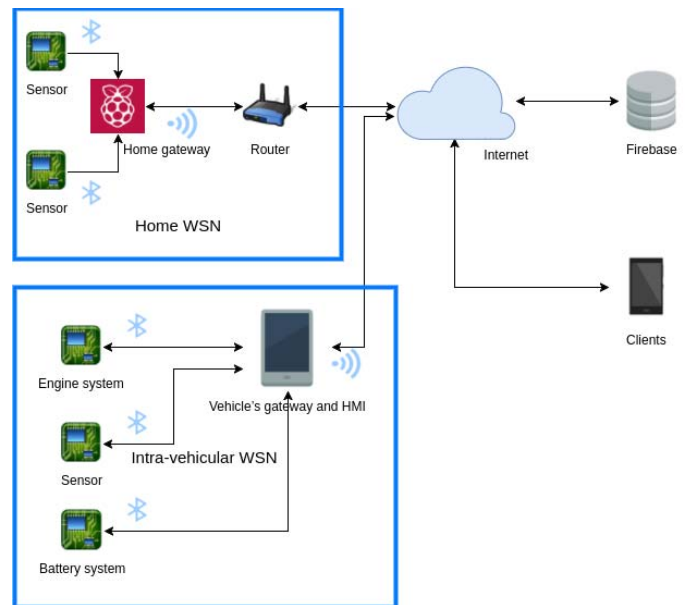 Sensor
Home gateway
Router
Internet
Firebase
Sensor
Home WSN
Clients
Engine system
Vehicle's gateway and HMI
Sensor
Intra-vehicular WSN
Battery system